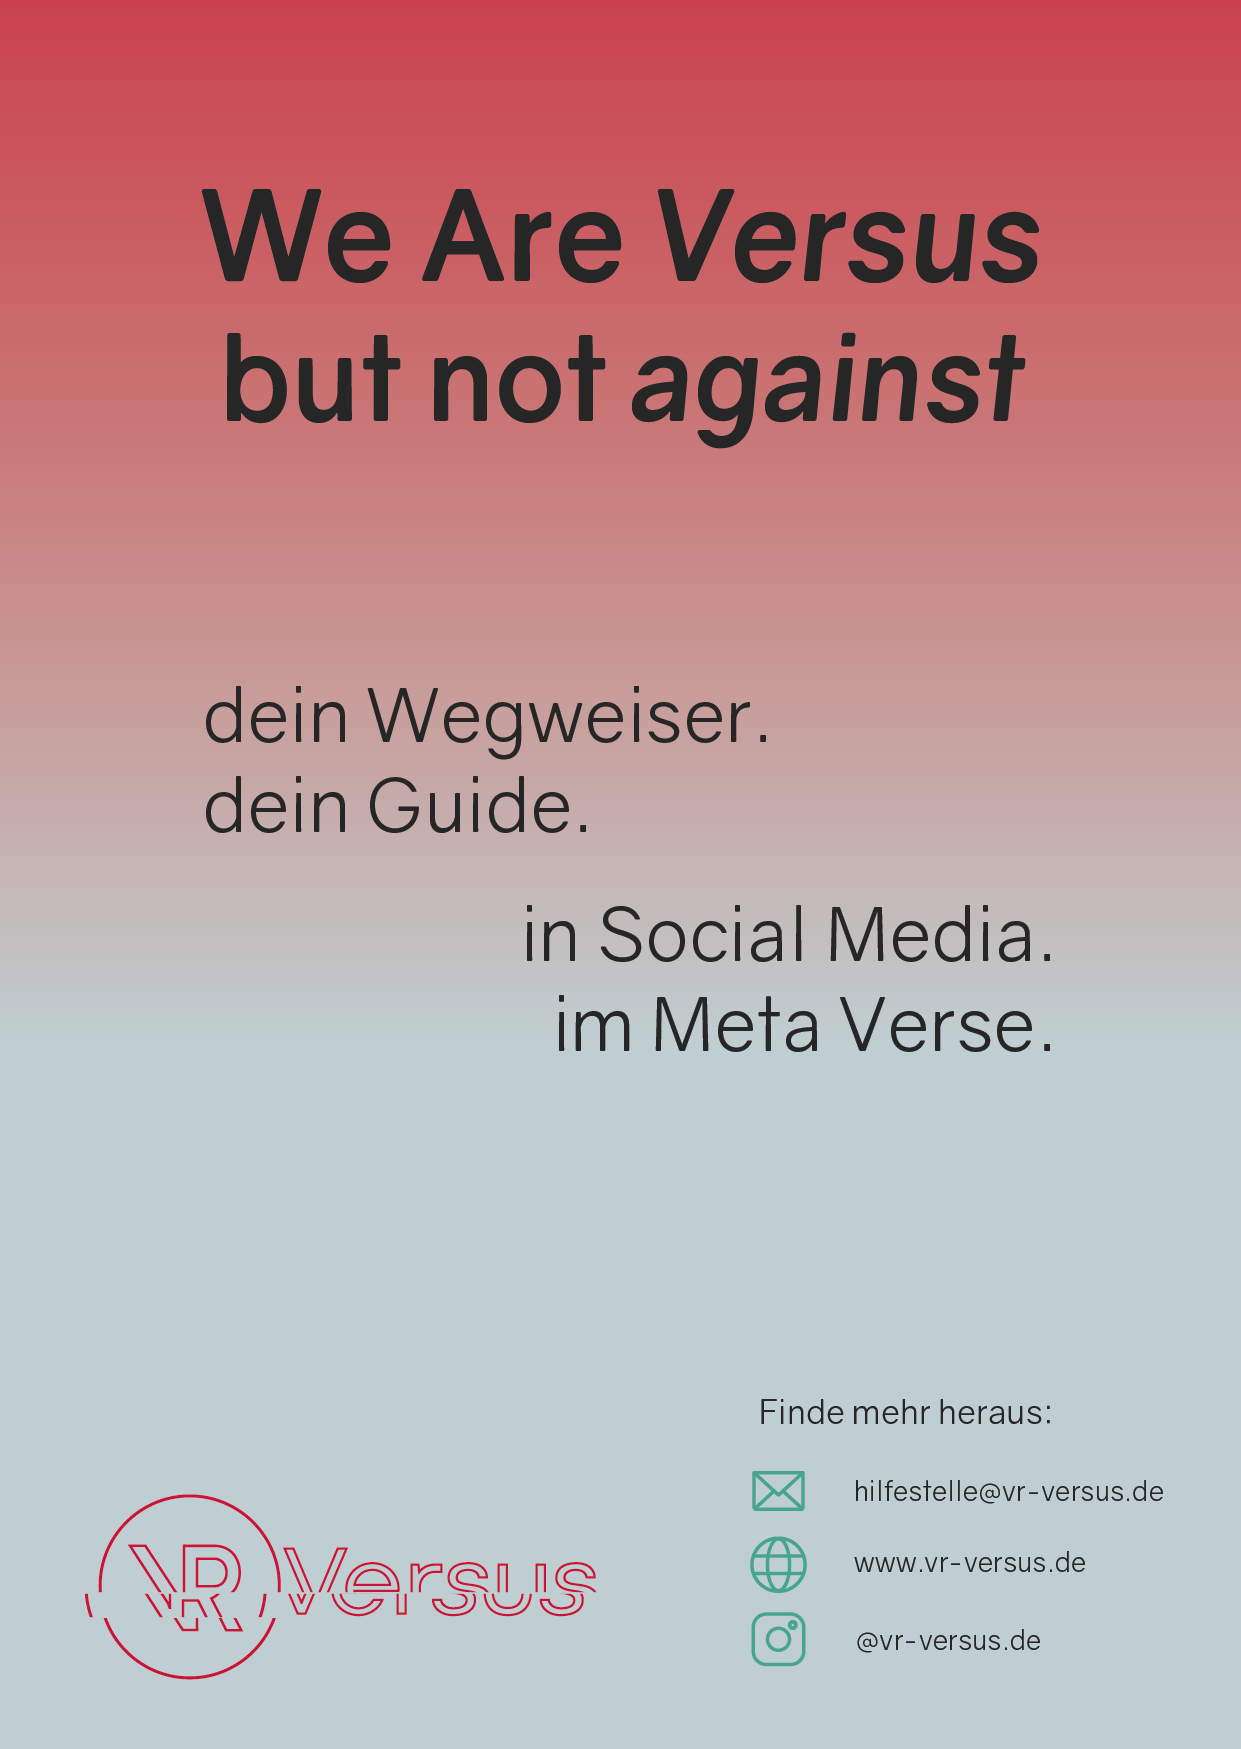 We Are Versus
but not against
dein Wegweiser.
dein Guide.
in Social Media.
im Meta Verse.
Finde mehr heraus:
hilfestelle@vr-versus.de
www.vr-versus.de
@vr-versus.de
VR Versus